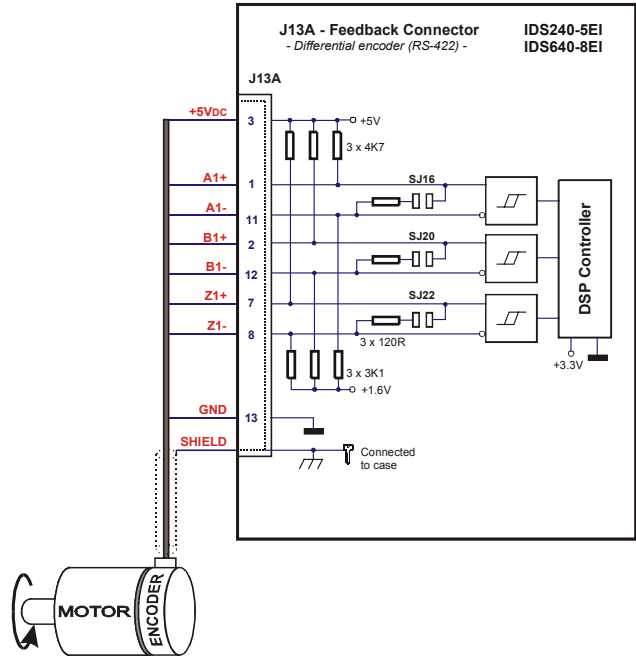 J13A - Feedback Connector IDS240-5EI
- Differential encoder (RS-422) - IDS640-8EI
J13A
+5VDC 3 +5V
3 x 4K7
A1+ 1 SJ16
A1- 11
B1+ 2 SJ20
B1- 12
Z1+ 7 SJ22
Z1- 8
3 x 120R
DSP Controller
+3.3V
3 x 3K1
+1.6V
GND 13
SHIELD
Connected
to case
MOTOR
ENCODER